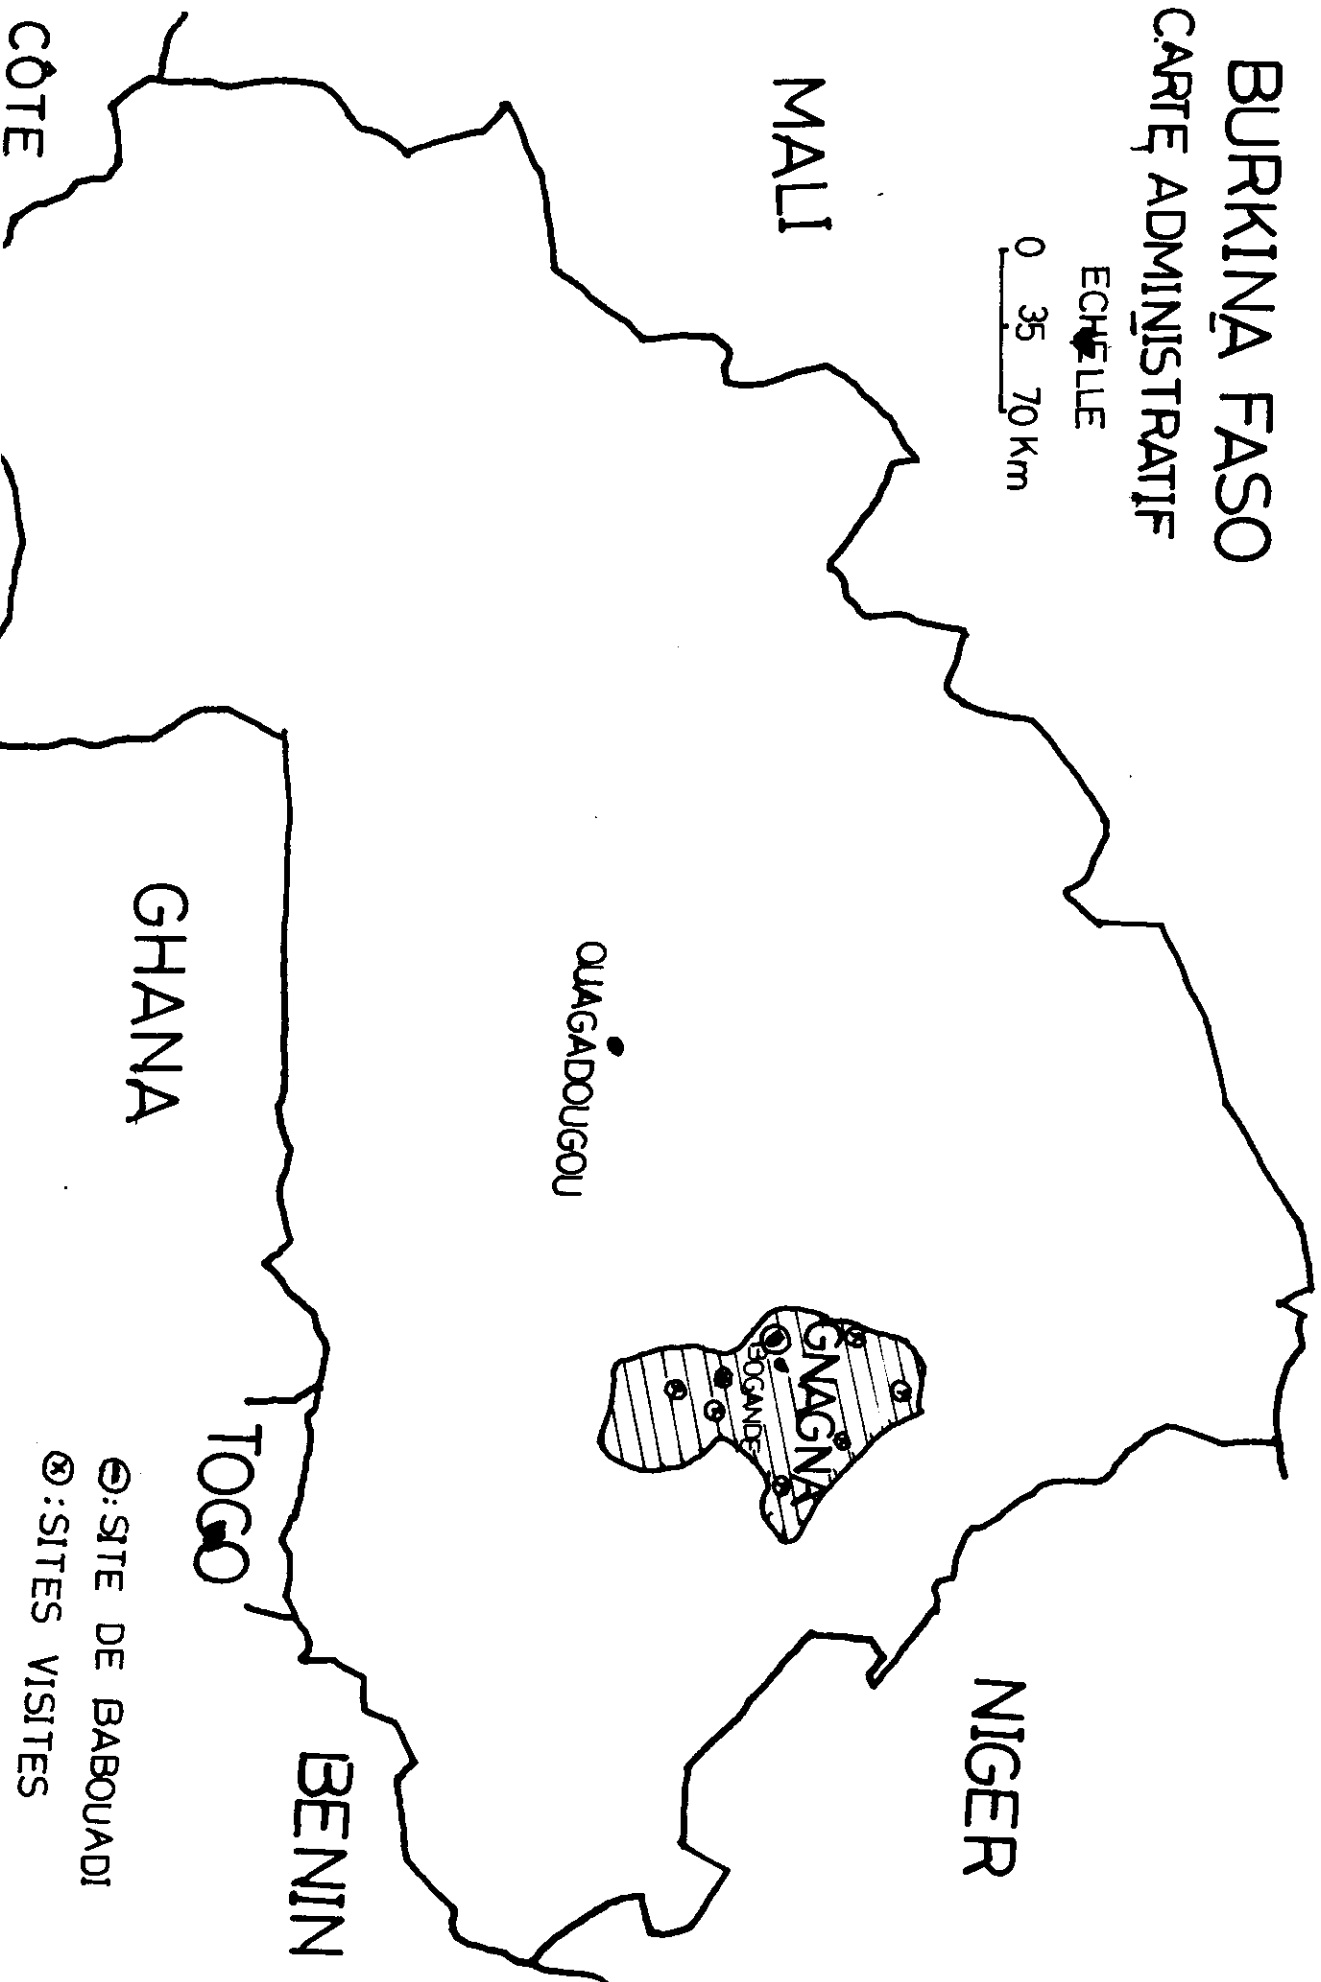 BURKINA FASO
CARTE ADMINISTRATIF
ECHELLE
0 35 70 Km
MALI
NIGER
GNAGNA
BOGANDE
OUAGADOUGOU
BENIN
TOGO
GHANA
CÔTE
⊖:SITE DE BABOUADI
⊗:SITES VISITES